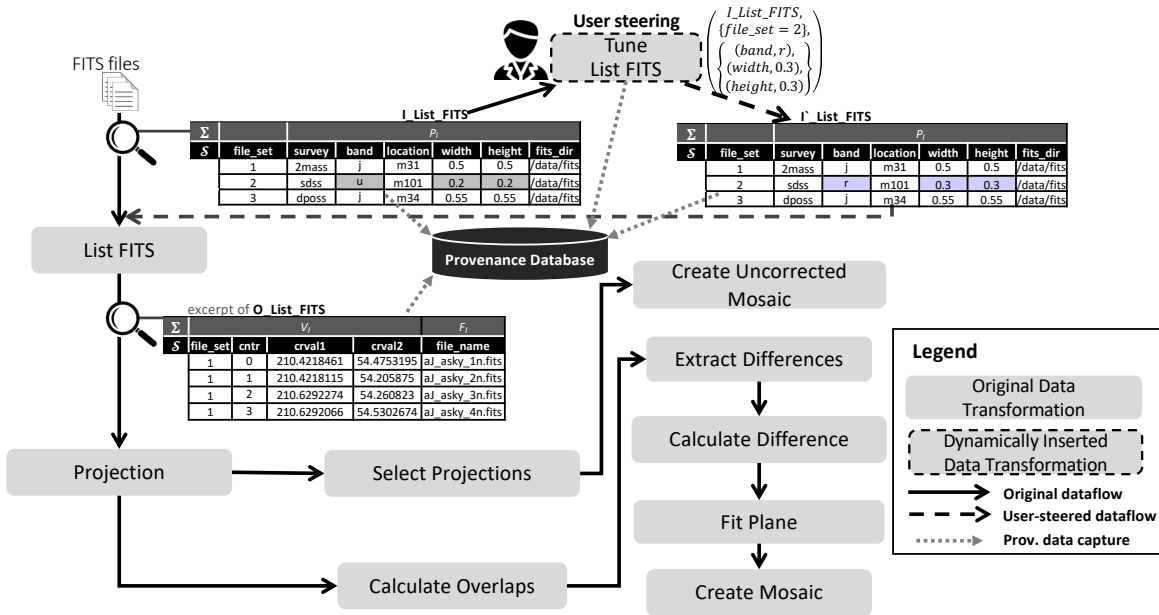 User steering
Tune
List FITS
I_List_FITS,
{file_set = 2},
(band, r),
(width, 0.3),
(height, 0.3)
FITS files
I_List_FITS
Σ P_I
S file_set survey band location width height fits_dir
1 2mass j m31 0.5 0.5 /data/fits
2 sdss u m101 0.2 0.2 /data/fits
3 dposs j m34 0.55 0.55 /data/fits
I`_List_FITS
Σ P_I
S file_set survey band location width height fits_dir
1 2mass j m31 0.5 0.5 /data/fits
2 sdss r m101 0.3 0.3 /data/fits
3 dposs j m34 0.55 0.55 /data/fits
List FITS
Provenance Database
Create Uncorrected
Mosaic
excerpt of O_List_FITS
Σ V_I F_I
S file_set cntr crval1 crval2 file_name
1 0 210.4218461 54.4753195 aJ_asky_1n.fits
1 1 210.4218115 54.205875 aJ_asky_2n.fits
1 2 210.6292274 54.260823 aJ_asky_3n.fits
1 3 210.6292066 54.5302674 aJ_asky_4n.fits
Extract Differences
Calculate Difference
Projection
Select Projections
Fit Plane
Calculate Overlaps
Create Mosaic
Legend
Original Data
Transformation
Dynamically Inserted
Data Transformation
Original dataflow
User-steered dataflow
Prov. data capture